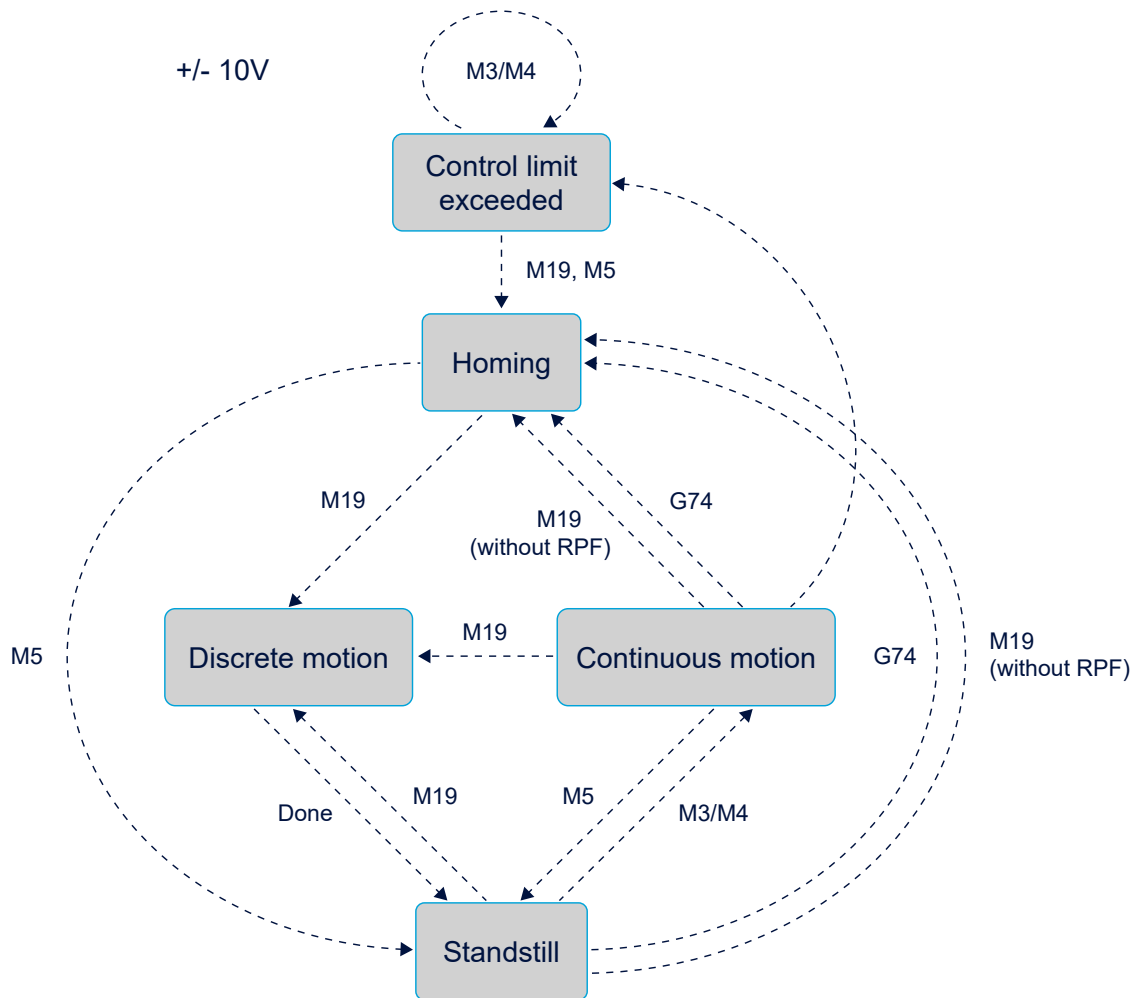 +/- 10V
M3/M4
Control limit
exceeded
M19, M5
Homing
M19
M19
(without RPF)
G74
M5
Discrete motion
M19
Continuous motion
G74
M19
(without RPF)
Done
M19
M5
M3/M4
Standstill